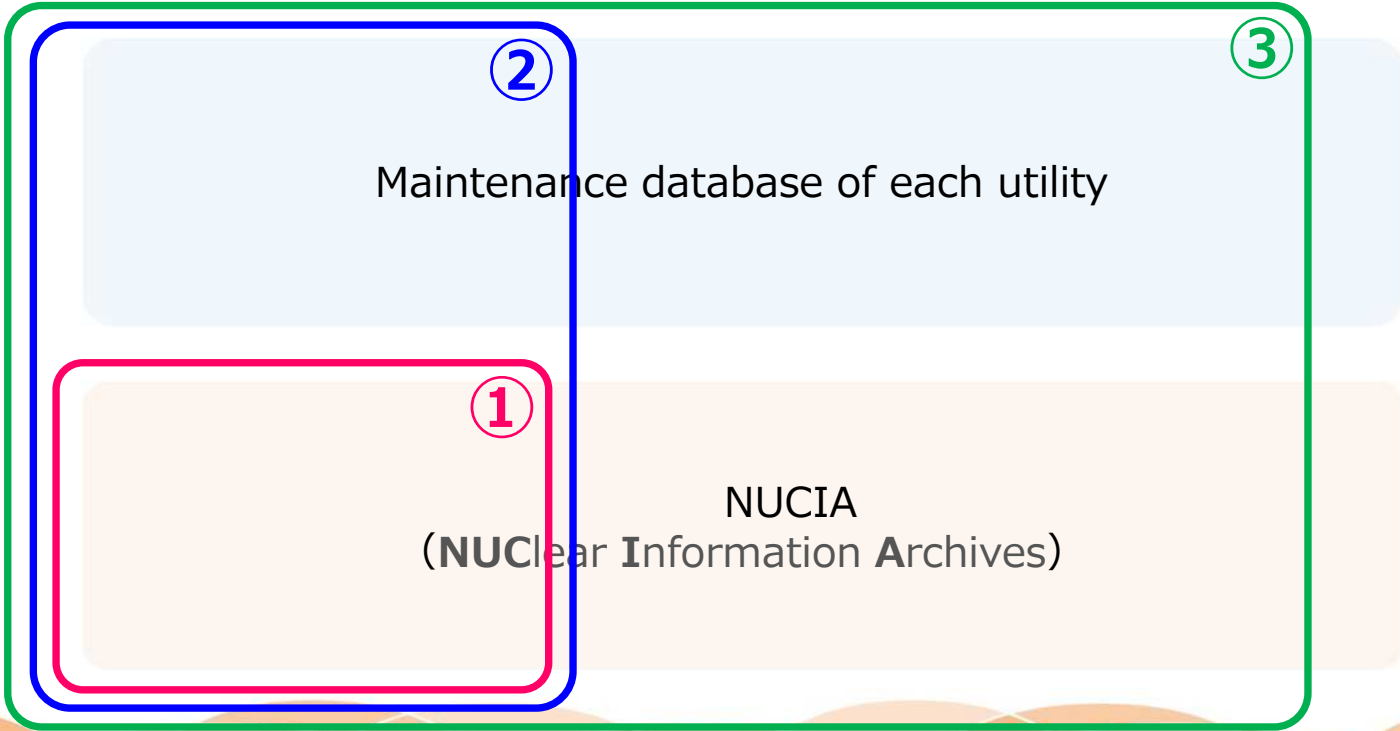 ②
③
Maintenance database of each utility
①
NUCIA
（NUClear Information Archives）